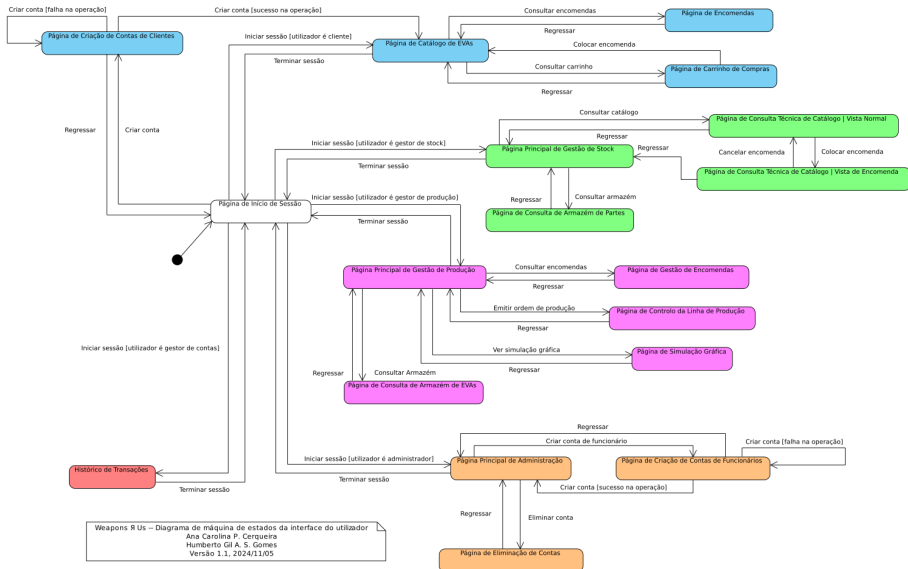 Criar conta [falha na operação]
Criar conta [sucesso na operação]
Consultar encomendas
Página de Encomendas
Regressar
Página de Criação de Contas de Clientes
Iniciar sessão [utilizador é cliente]
Página de Catálogo de EVAs
Colocar encomenda
Terminar sessão
Consultar carrinho
Página de Carrinho de Compras
Regressar
Consultar catálogo
Página de Consulta Técnica de Catálogo | Vista Normal
Regressar
Criar conta
Regressar
Iniciar sessão [utilizador é gestor de stock]
Página Principal de Gestão de Stock
Regressar
Cancelar encomenda
Colocar encomenda
Terminar sessão
Página de Consulta Técnica de Catálogo | Vista de Encomenda
Iniciar sessão [utilizador é gestor de produção]
Regressar
Consultar armazém
Página de Início de Sessão
Terminar sessão
Página de Consulta de Armazém de Partes
Página Principal de Gestão de Produção
Consultar encomendas
Página de Gestão de Encomendas
Regressar
Emitir ordem de produção
Página de Controlo da Linha de Produção
Regressar
Iniciar sessão [utilizador é gestor de contas]
Ver simulação gráfica
Página de Simulação Gráfica
Regressar
Regressar
Consultar Armazém
Página de Consulta de Armazém de EVAs
Regressar
Criar conta de funcionário
Criar conta [falha na operação]
Iniciar sessão [utilizador é administrador]
Página Principal de Administração
Página de Criação de Contas de Funcionários
Histórico de Transações
Terminar sessão
Terminar sessão
Criar conta [sucesso na operação]
Regressar
Eliminar conta
Página de Eliminação de Contas
Weapons Я Us -- Diagrama de máquina de estados da interface do utilizador
Ana Carolina P. Cerqueira
Humberto Gil A. S. Gomes
Versão 1.1, 2024/11/05